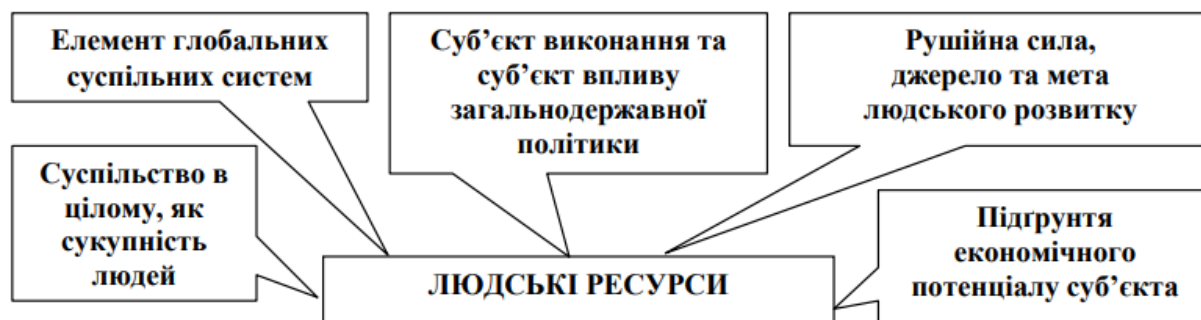 Елемент глобальних
суспільних систем
Суб’єкт виконання та
суб’єкт впливу
загальнодержавної
політики
Рушійна сила,
джерело та мета
людського розвитку
Суспільство в
цілому, як
сукупність
людей
Підґрунтя
економічного
потенціалу суб’єкта
ЛЮДСЬКІ РЕСУРСИ